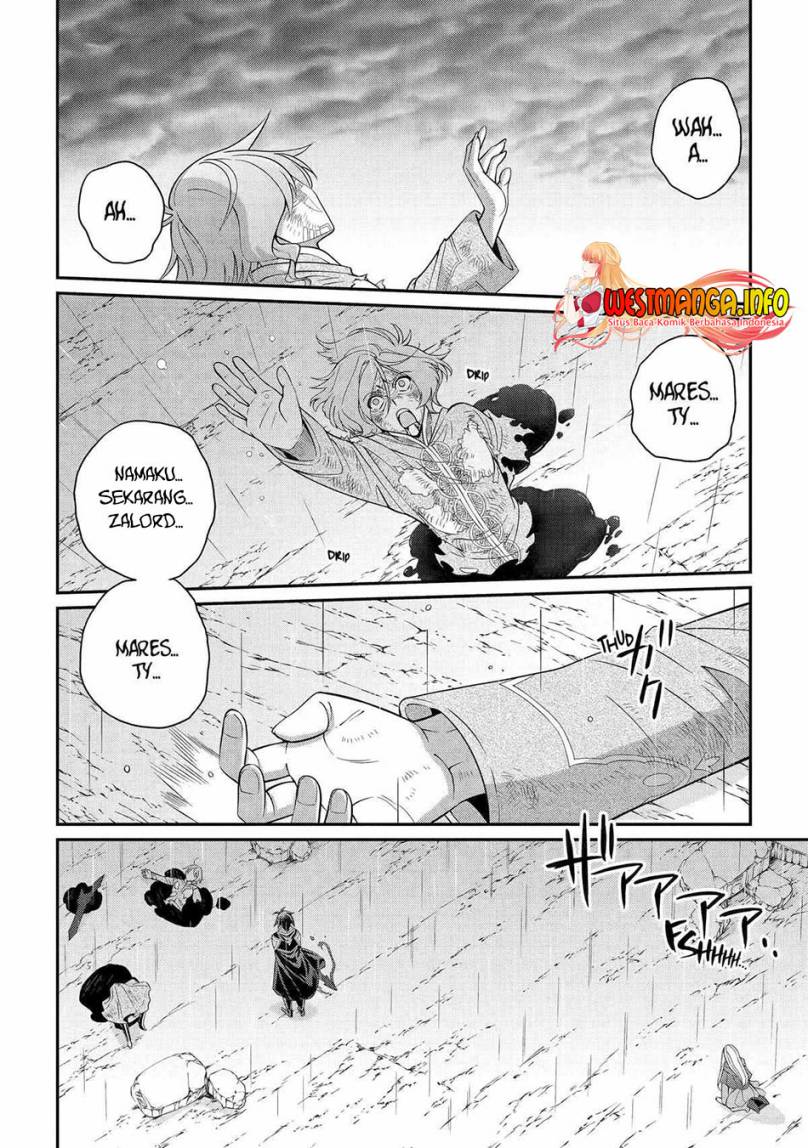 WAH...
A...
AH...
WESTMANGA.INFO
Situs Baca Komik Berbahasa Indonesia
DRIP
MARES...
TY...
NAMAKU...
SEKARANG...
ZALORD...
DRIP
MARES...
TY...
THUD
ガク
ザアアアア...
FSHHHH...